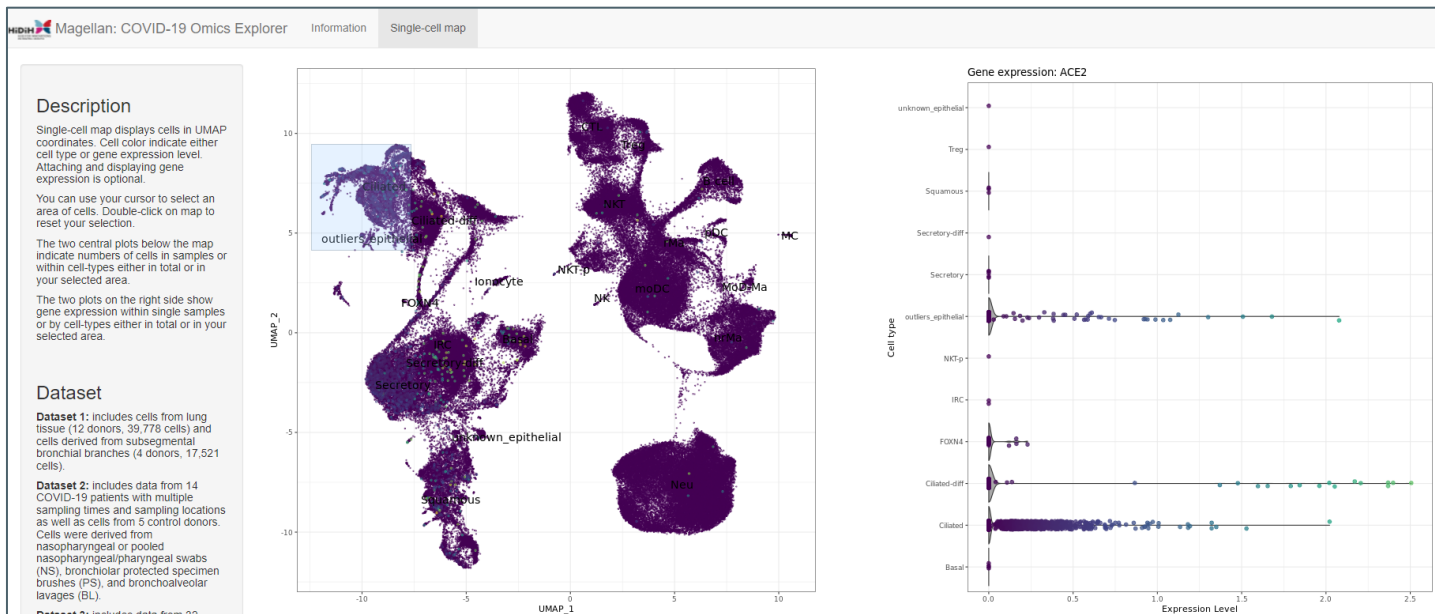 HiDiH Magellan: COVID-19 Omics Explorer Information Single-cell map
Description
Single-cell map displays cells in UMAP
coordinates. Cell color indicate either
cell type or gene expression level.
Attaching and displaying gene
expression is optional.
You can use your cursor to select an
area of cells. Double-click on map to
reset your selection.
The two central plots below the map
indicate numbers of cells in samples or
within cell-types either in total or in
your selected area.
The two plots on the right side show
gene expression within single samples
or by cell-types either in total or in your
selected area.
Dataset
Dataset 1: includes cells from lung
tissue (12 donors, 39,778 cells) and
cells derived from subsegmental
bronchial branches (4 donors, 17,521
cells).
Dataset 2: includes data from 14
COVID-19 patients with multiple
sampling times and sampling locations
as well as cells from 5 control donors.
Cells were derived from
nasopharyngeal or pooled
nasopharyngeal/pharyngeal swabs
(NS), bronchiolar protected specimen
brushes (PS), and bronchoalveolar
lavages (BL).
UMAP_2
10
5
0
-5
-10
CTL
Treg
Ciliated
B cell
NKT
Ciliated-diff
outliers_epithelial
rMa
pDC
MC
NKT-p
Ionocyte
moDC
MoD-Ma
NK
FOXN4
nrMa
IRC
Basal
Secretory-diff
Secretory
unknown_epithelial
Neu
Squamous
-10
-5
0
5
10
UMAP_1
Gene expression: ACE2
Cell type
unknown_epithelial
Treg
Squamous
Secretory-diff
Secretory
outliers_epithelial
NKT-p
IRC
FOXN4
Ciliated-diff
Ciliated
Basal
0.0
0.5
1.0
1.5
2.0
2.5
Expression Level